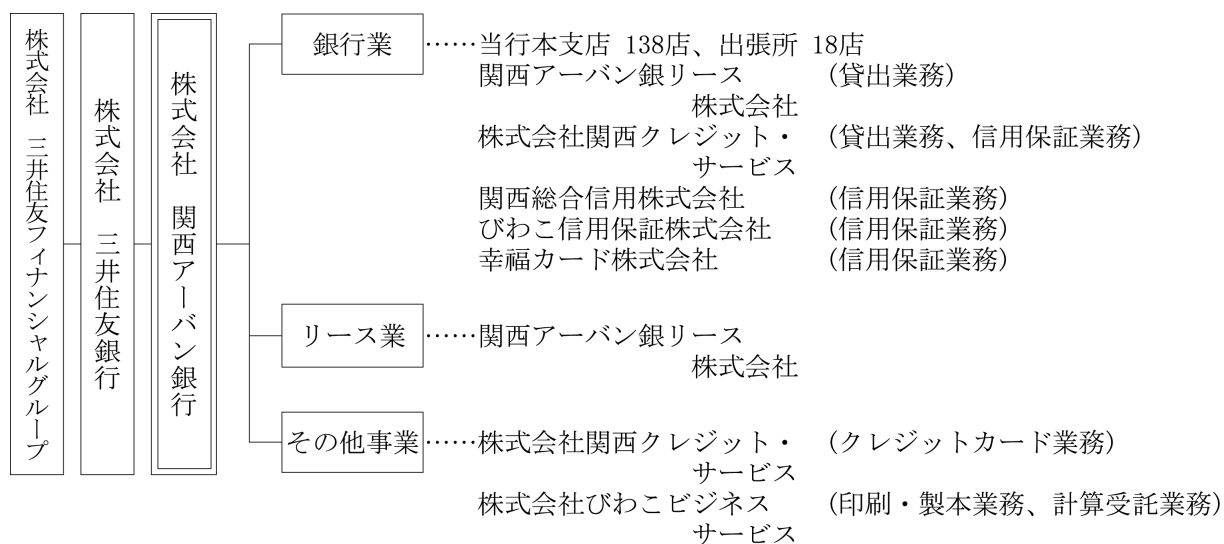 株式会社 三井住友フィナンシャルグループ
株式会社 三井住友銀行
株式会社 関西アーバン銀行
銀行業……当行本支店 138店、出張所 18店
関西アーバン銀リース (貸出業務)
株式会社
株式会社関西クレジット・ (貸出業務、信用保証業務)
サービス
関西総合信用株式会社 (信用保証業務)
びわこ信用保証株式会社 (信用保証業務)
幸福カード株式会社 (信用保証業務)
リース業……関西アーバン銀リース
株式会社
その他事業……株式会社関西クレジット・ (クレジットカード業務)
サービス
株式会社びわこビジネス (印刷・製本業務、計算受託業務)
サービス